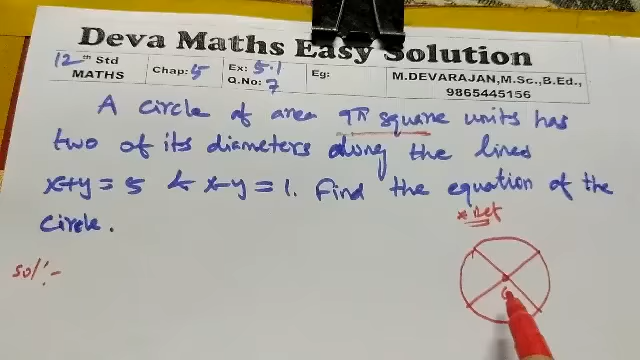 Deva Maths Easy Solution
12th Std
MATHS
Chap: 5
Ex: 5.1
Q.No: 7
Eg:
M.DEVARAJAN,M.Sc.,B.Ed.,
9865445156
A circle of area 9π square units has
two of its diameters along the lines
x+y=5 & x-y=1. Find the equation of the
circle.
Sol:-